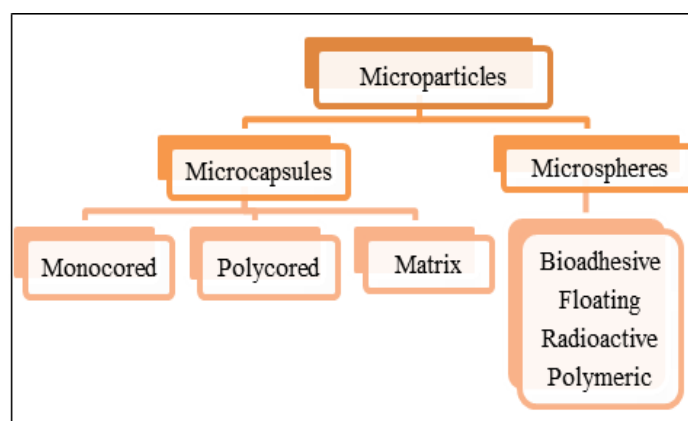 Microparticles
Microcapsules
Microspheres
Monocored
Polycored
Matrix
Bioadhesive
Floating
Radioactive
Polymeric